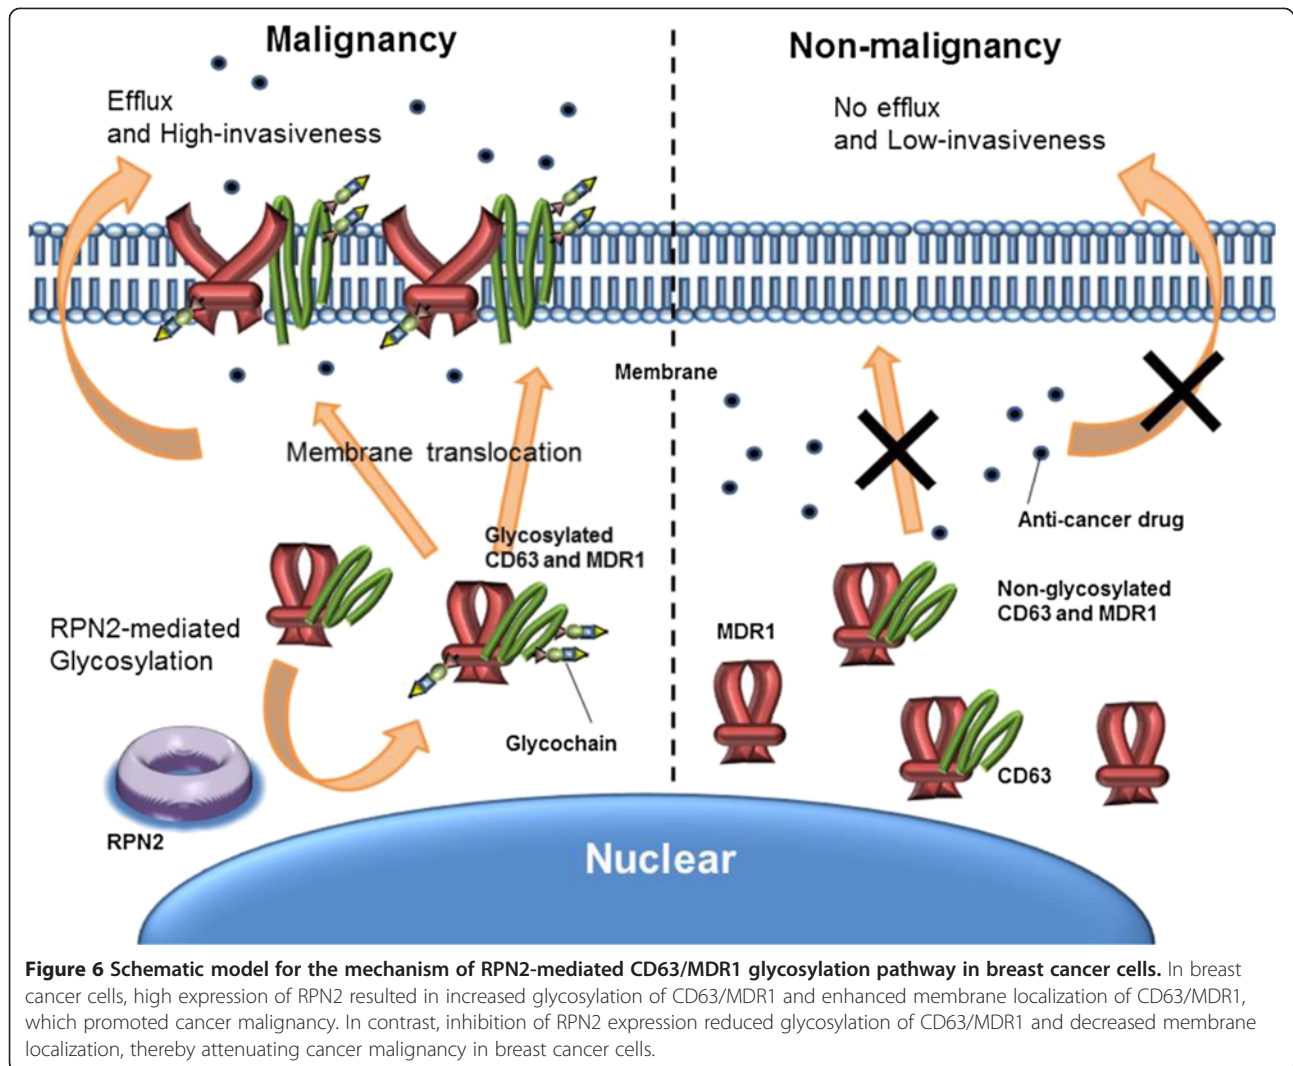 Malignancy
Non-malignancy
Efflux
and High-invasiveness
No efflux
and Low-invasiveness
Membrane
Membrane translocation
Anti-cancer drug
Glycosylated
CD63 and MDR1
Non-glycosylated
CD63 and MDR1
RPN2-mediated
Glycosylation
MDR1
Glycochain
CD63
RPN2
Nuclear
Figure 6 Schematic model for the mechanism of RPN2-mediated CD63/MDR1 glycosylation pathway in breast cancer cells. In breast
cancer cells, high expression of RPN2 resulted in increased glycosylation of CD63/MDR1 and enhanced membrane localization of CD63/MDR1,
which promoted cancer malignancy. In contrast, inhibition of RPN2 expression reduced glycosylation of CD63/MDR1 and decreased membrane
localization, thereby attenuating cancer malignancy in breast cancer cells.